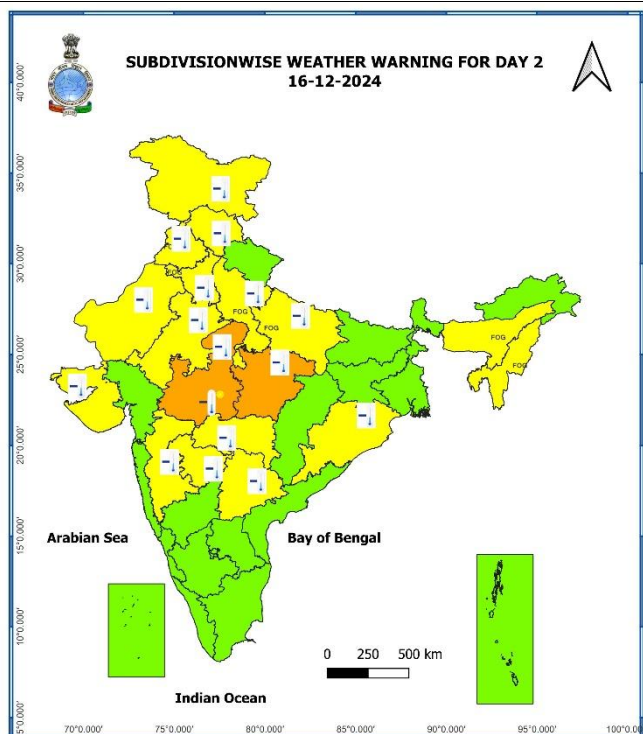 SUBDIVISIONWISE WEATHER WARNING FOR DAY 2
16-12-2024
40°0.000'
35°0.000'
30°0.000'
25°0.000'
20°0.000'
15°0.000'
10°0.000'
5°0.000'
FOG
FOG
FOG
FOG
FOG
Arabian Sea
Bay of Bengal
0 250 500 km
Indian Ocean
70°0.000' 75°0.000' 80°0.000' 85°0.000' 90°0.000' 95°0.000' 100°0.000'